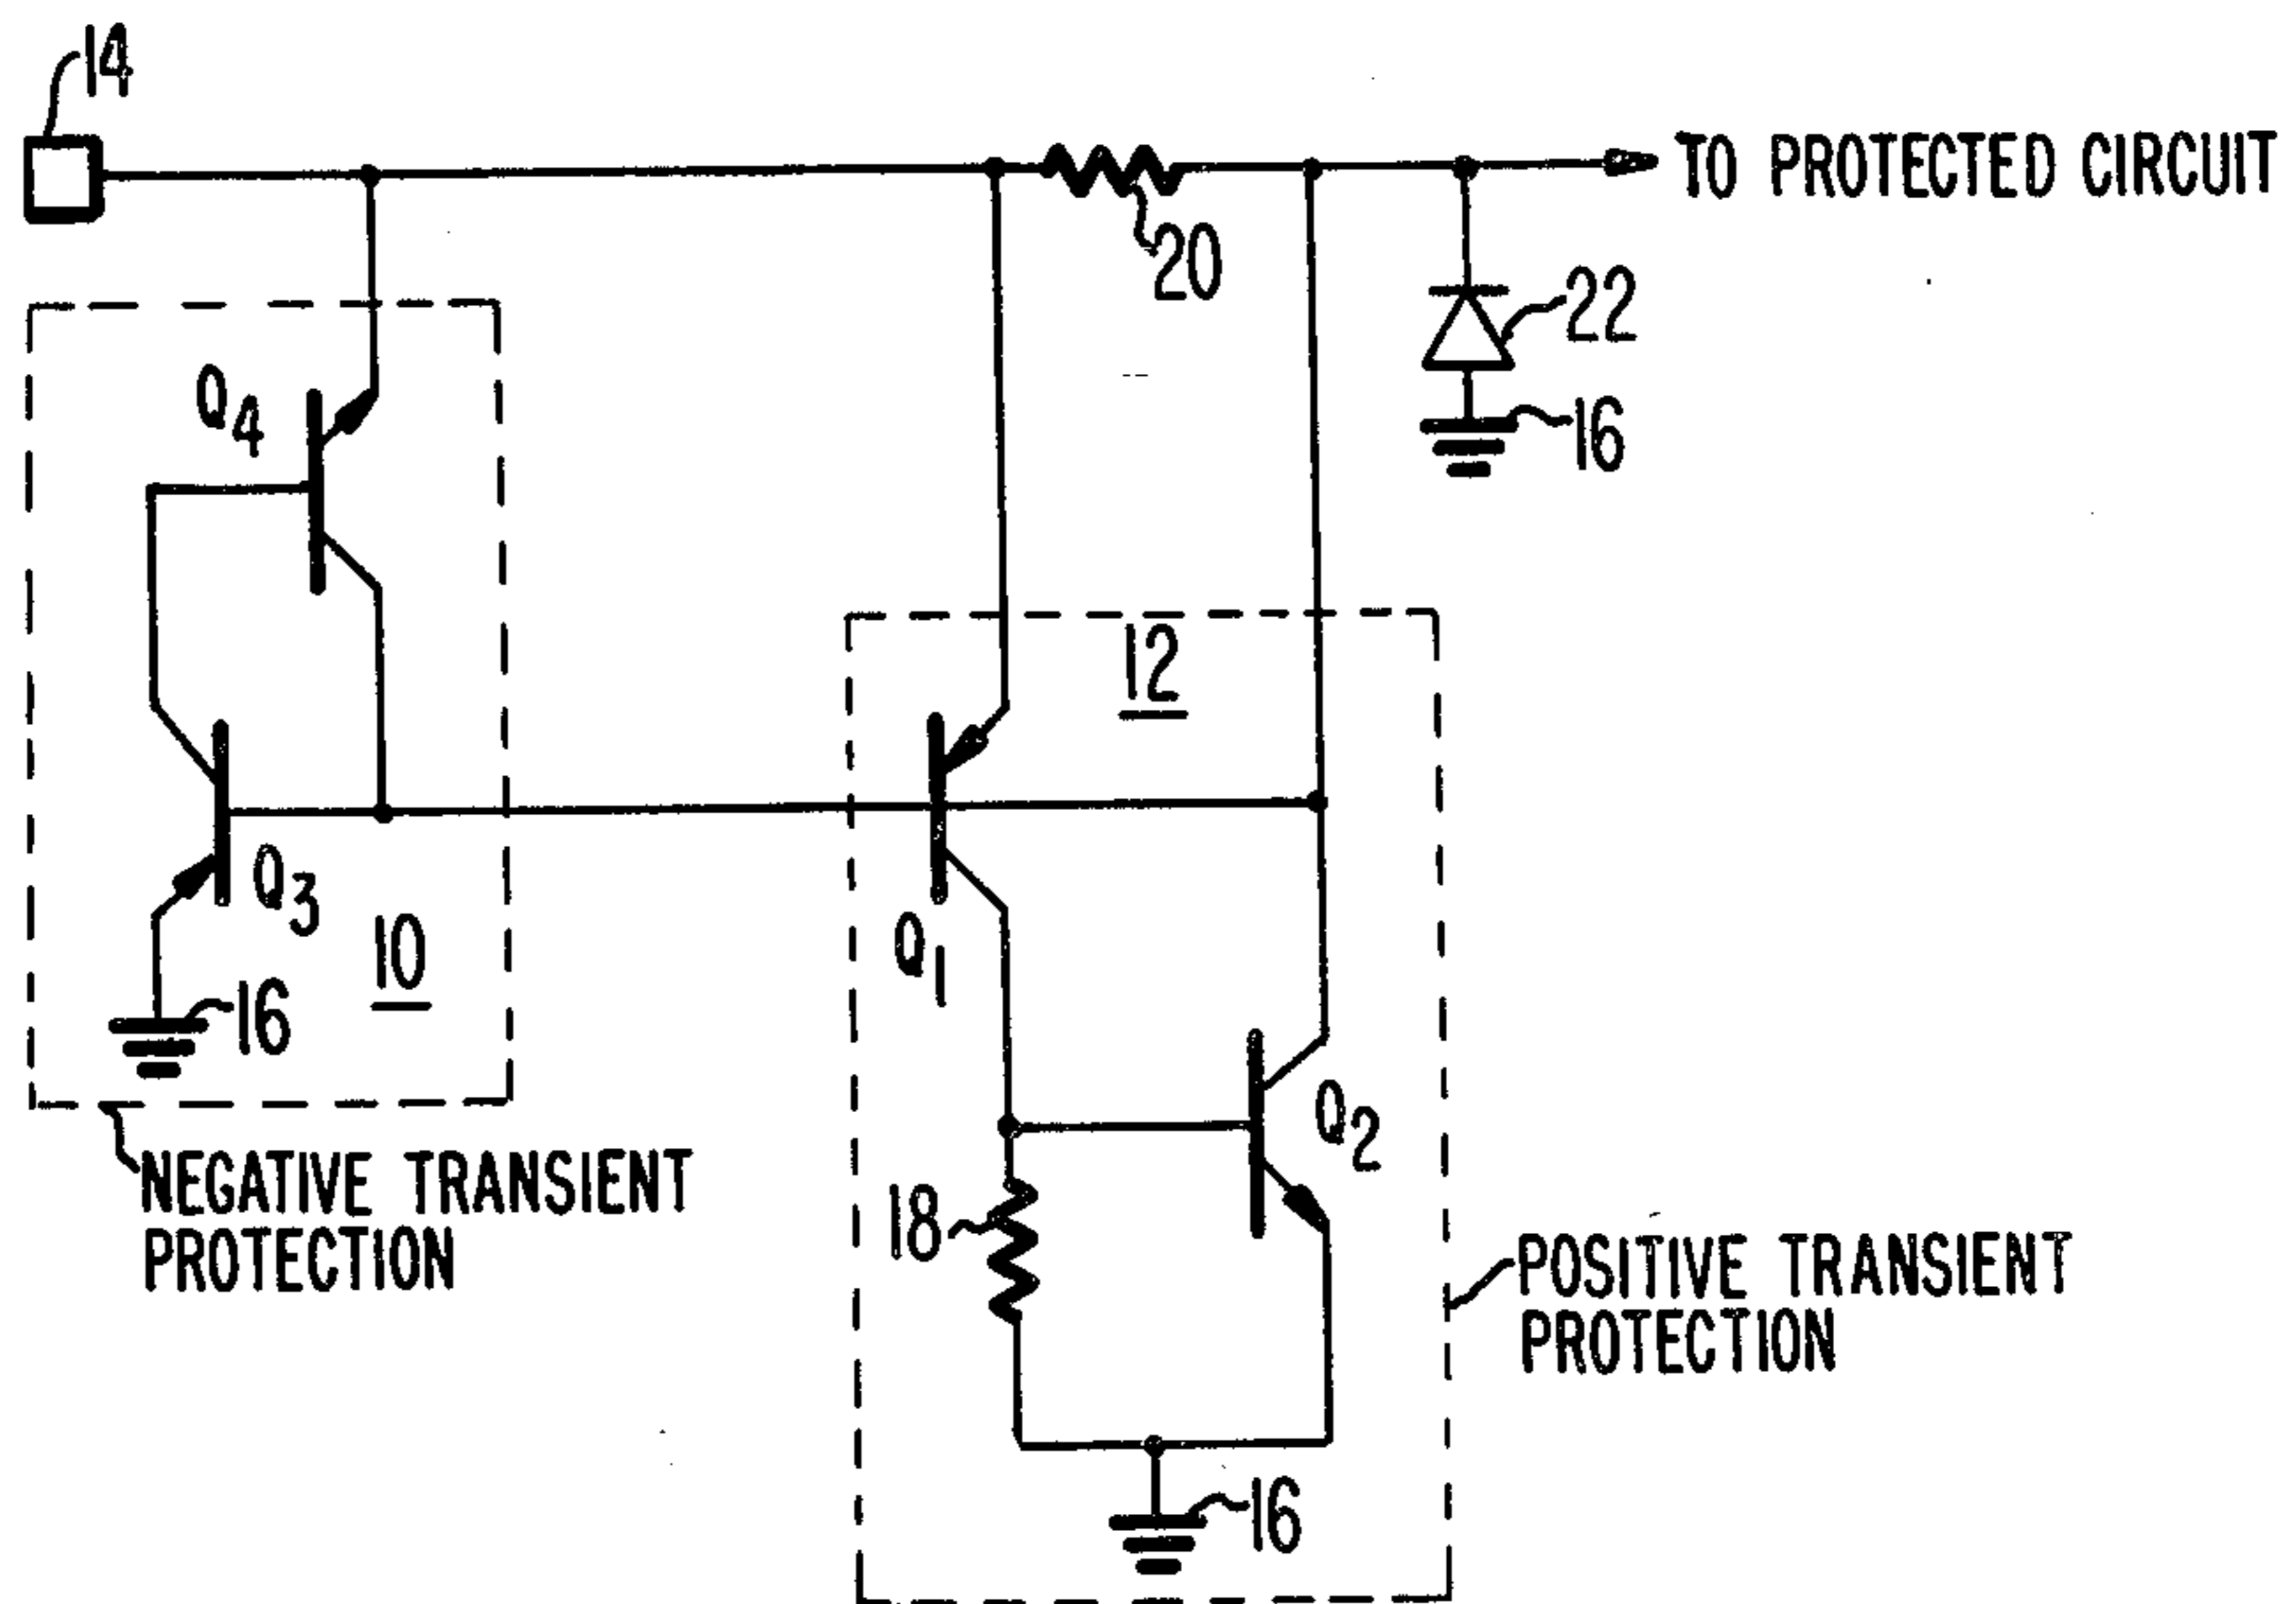 14
TO PROTECTED CIRCUIT
20
22
16
Q4
12
Q3
10
16
Q1
Q2
NEGATIVE TRANSIENT
PROTECTION
18
POSITIVE TRANSIENT
PROTECTION
16